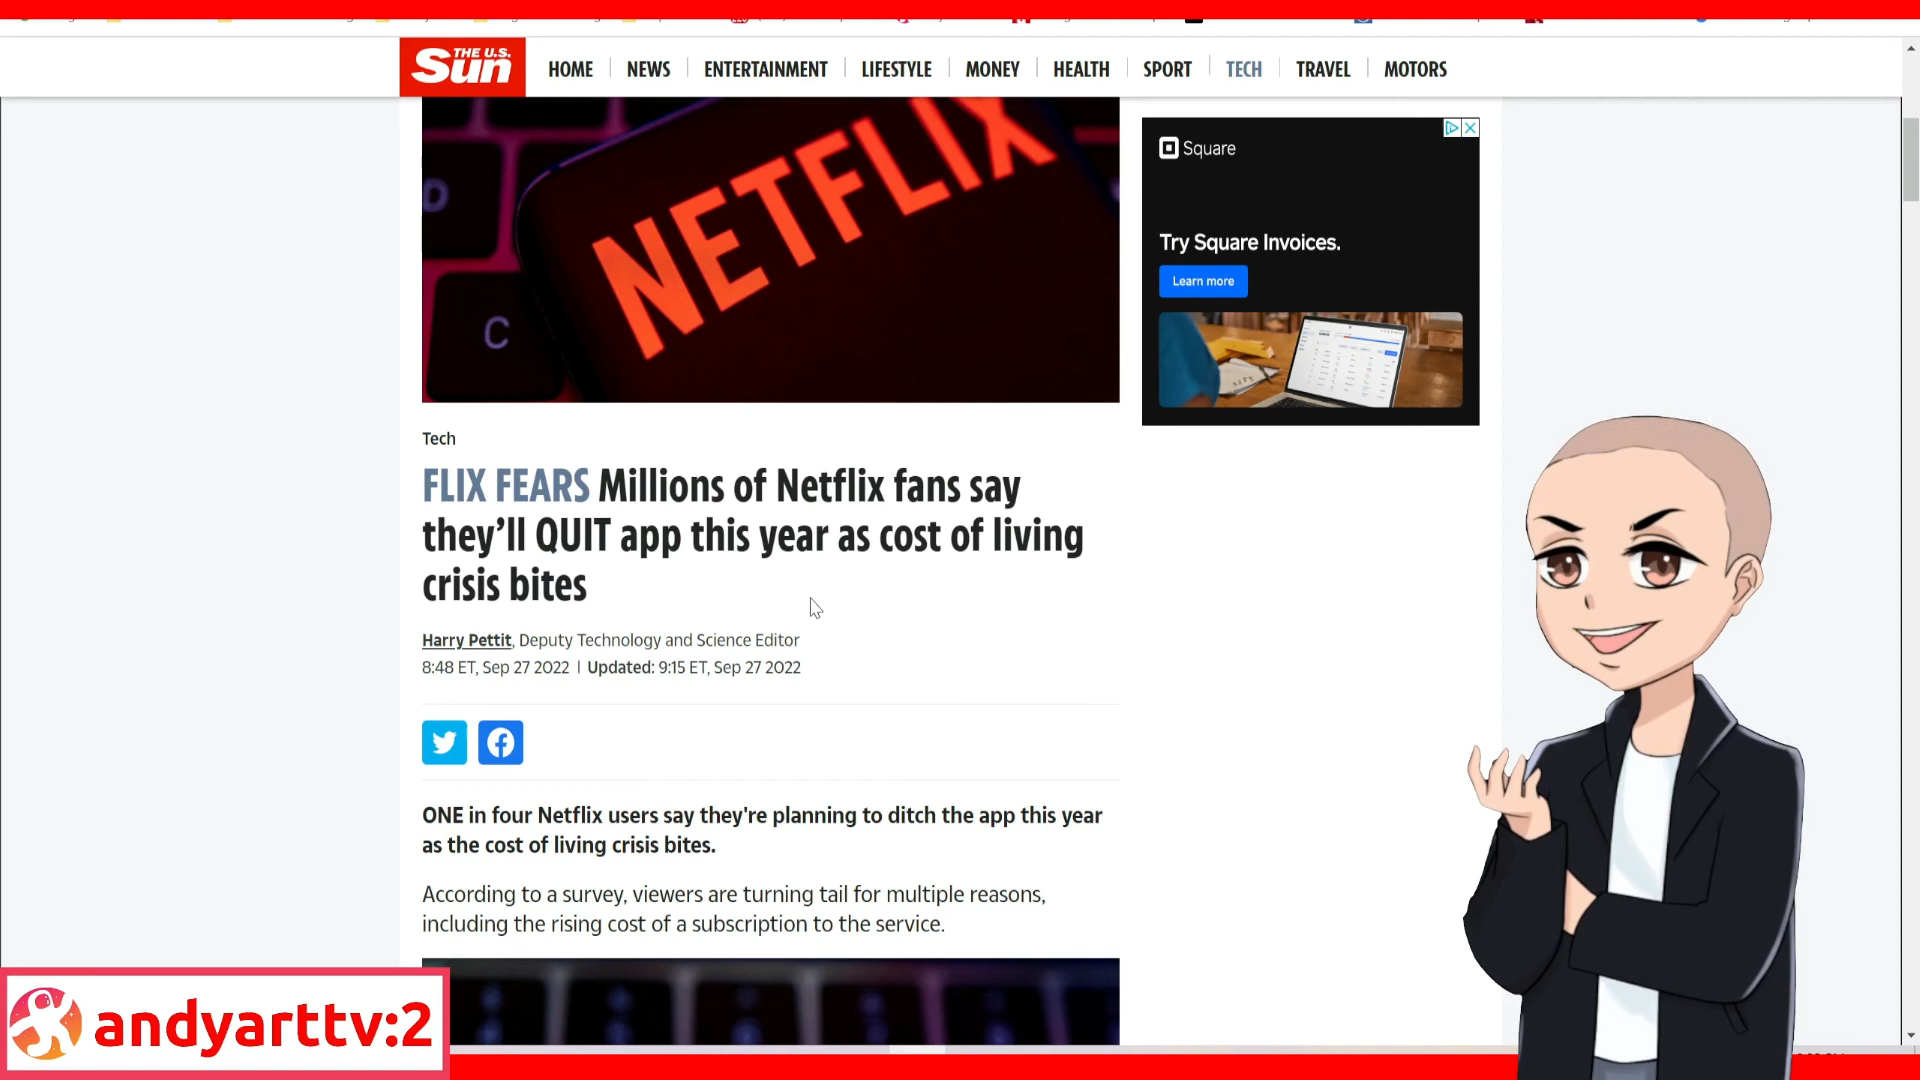 THE U.S.
Sun
HOME
NEWS
ENTERTAINMENT
LIFESTYLE
MONEY
HEALTH
SPORT
TECH
TRAVEL
MOTORS
NETFLIX
D
C
Square
Try Square Invoices.
Learn more
Tech
FLIX FEARS Millions of Netflix fans say
they'll QUIT app this year as cost of living
crisis bites
Harry Pettit, Deputy Technology and Science Editor
8:48 ET, Sep 27 2022 | Updated: 9:15 ET, Sep 27 2022
ONE in four Netflix users say they're planning to ditch the app this year
as the cost of living crisis bites.
According to a survey, viewers are turning tail for multiple reasons,
including the rising cost of a subscription to the service.
andyarttv:2